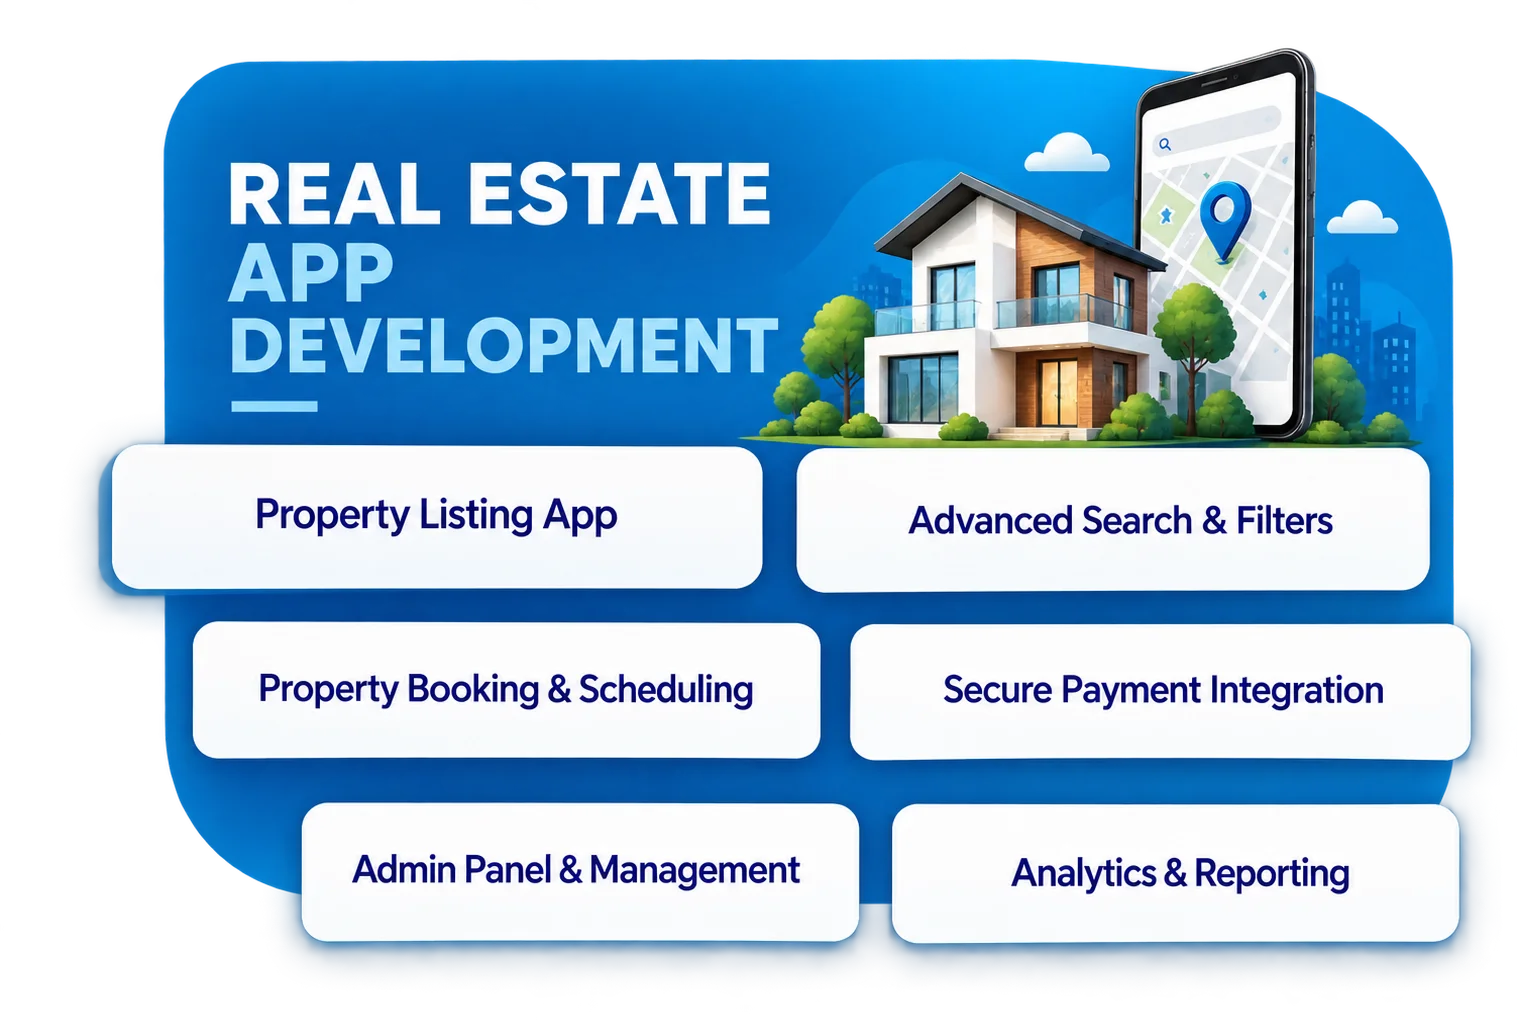 REAL ESTATE
APP
DEVELOPMENT
Property Listing App
Advanced Search & Filters
Property Booking & Scheduling
Secure Payment Integration
Admin Panel & Management
Analytics & Reporting